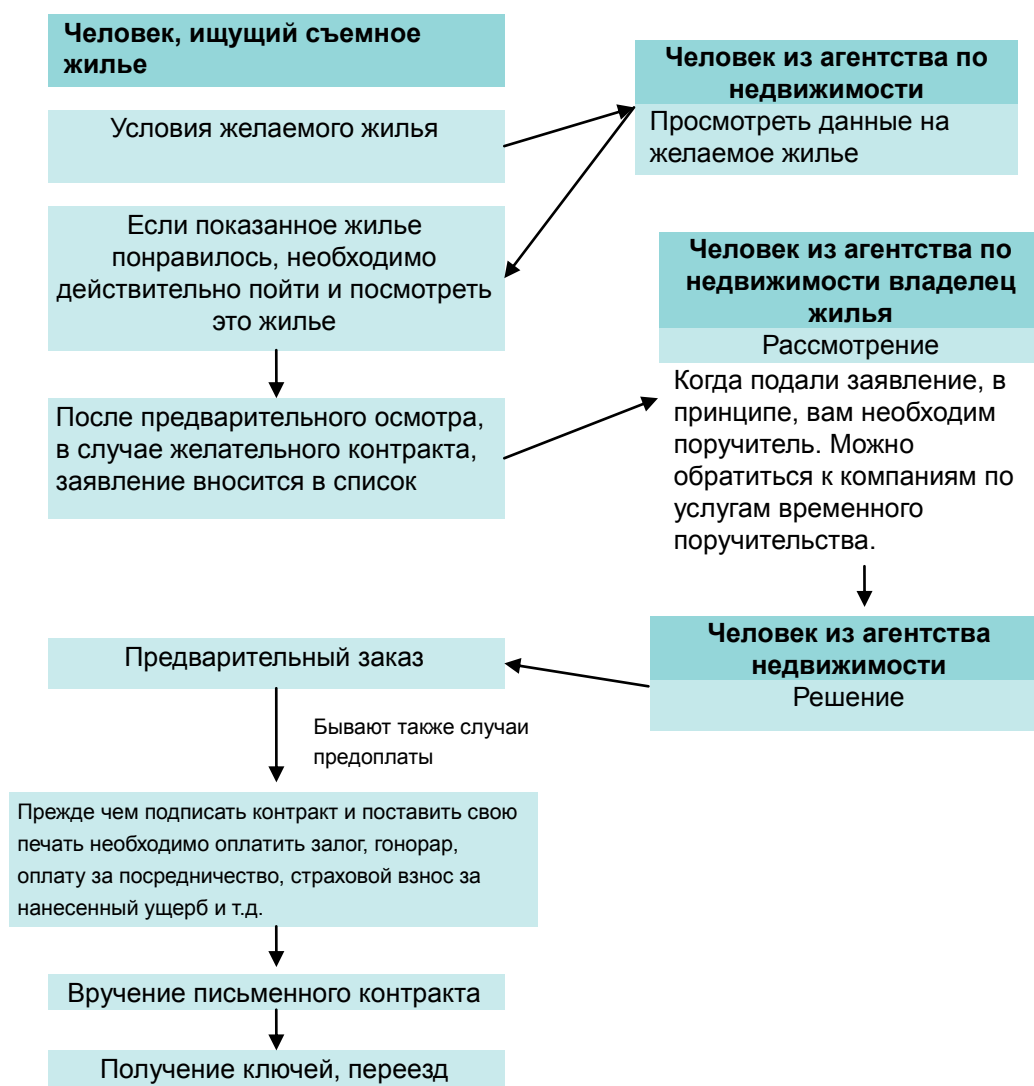 Человек, ищущий съемное
жилье
Человек из агентства по
недвижимости
Просмотреть данные на
желаемое жилье
Условия желаемого жилья
Если показанное жилье
понравилось, необходимо
действительно пойти и посмотреть
это жилье
Человек из агентства по
недвижимости владелец
жилья
Рассмотрение
После предварительного осмотра,
в случае желательного контракта,
заявление вносится в список
Когда подали заявление, в
принципе, вам необходим
поручитель. Можно
обратиться к компаниям по
услугам временного
поручительства.
Человек из агентства
недвижимости
Решение
Предварительный заказ
Бывают также случаи
предоплаты
Прежде чем подписать контракт и поставить свою
печать необходимо оплатить залог, гонорар,
оплату за посредничество, страховой взнос за
нанесенный ущерб и т.д.
Вручение письменного контракта
Получение ключей, переезд